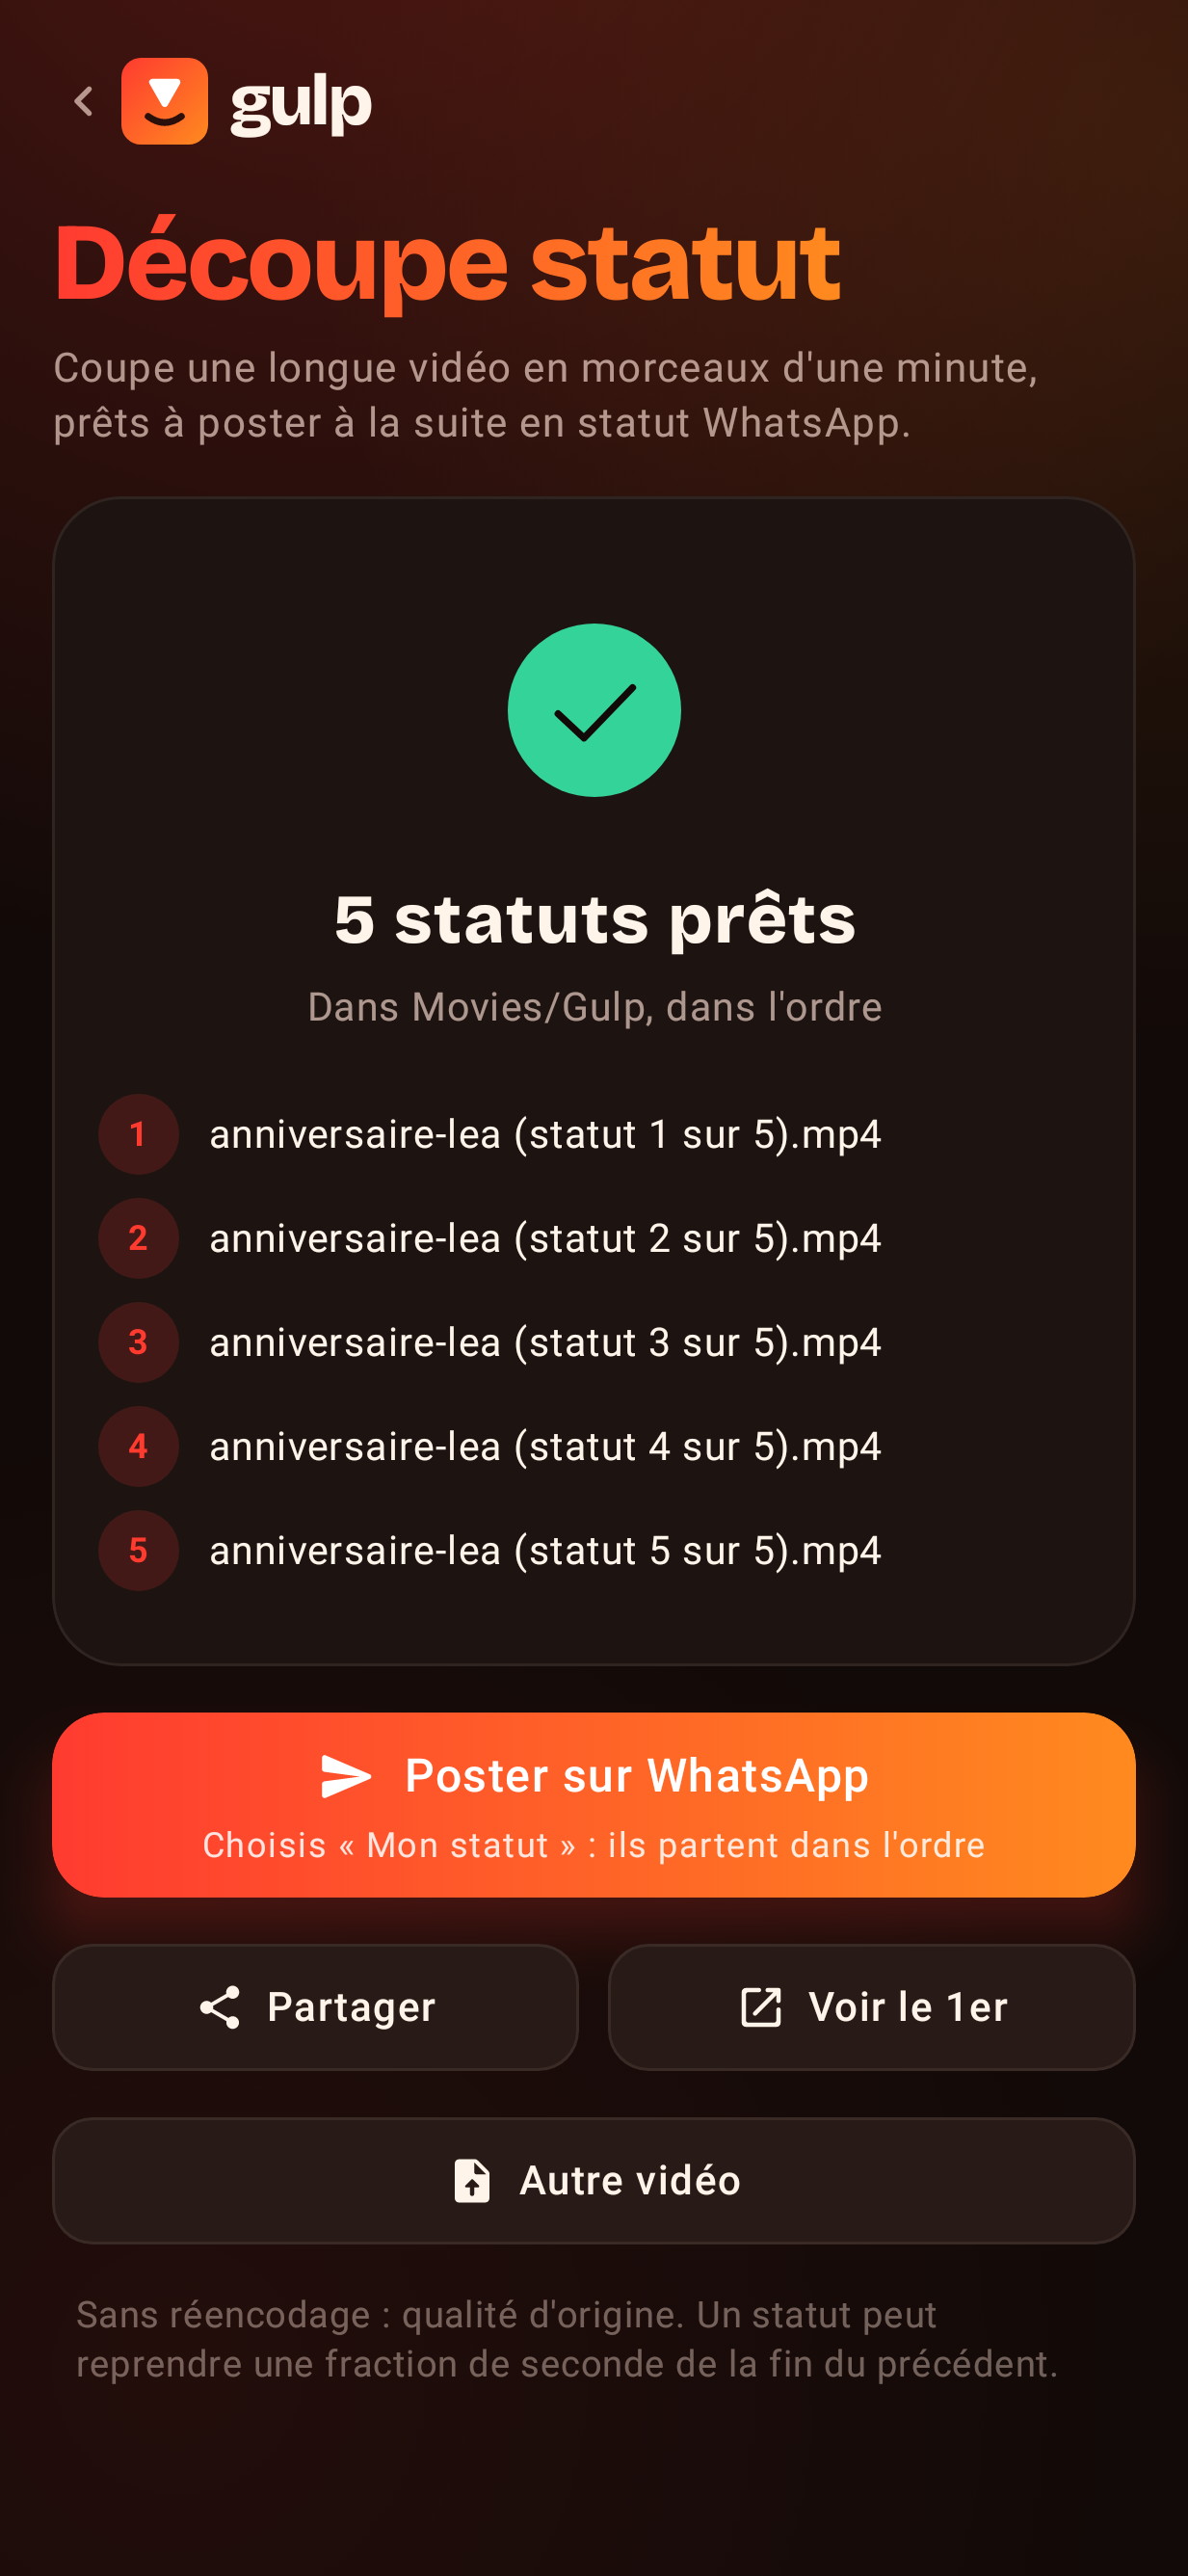 gulp
Découpe statut
Coupe une longue vidéo en morceaux d'une minute,
prêts à poster à la suite en statut WhatsApp.
5 statuts prêts
Dans Movies/Gulp, dans l'ordre
1 anniversaire-lea (statut 1 sur 5).mp4
2 anniversaire-lea (statut 2 sur 5).mp4
3 anniversaire-lea (statut 3 sur 5).mp4
4 anniversaire-lea (statut 4 sur 5).mp4
5 anniversaire-lea (statut 5 sur 5).mp4
Poster sur WhatsApp
Choisis « Mon statut » : ils partent dans l'ordre
Partager Voir le 1er
Autre vidéo
Sans réencodage : qualité d'origine. Un statut peut
reprendre une fraction de seconde de la fin du précédent.